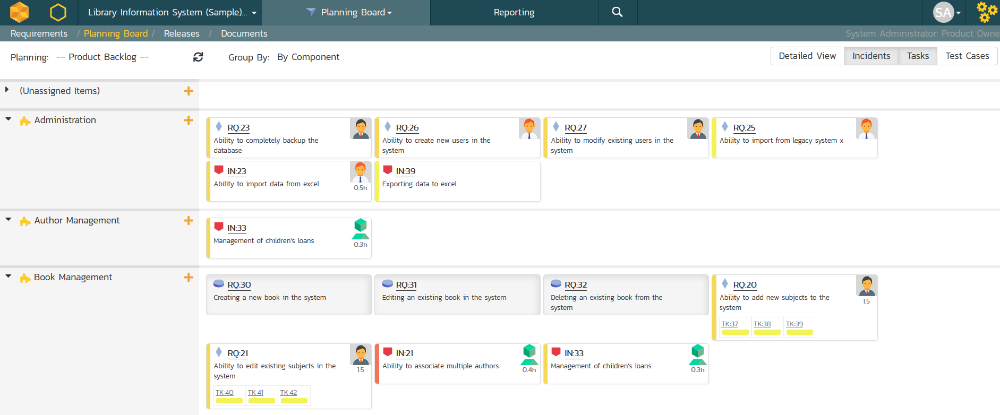 Library Information System (Sample)...
Planning Board
Reporting
SA
Requirements / Planning Board / Releases / Documents
System Administrator: Product Owne
Planning: -- Product Backlog --
Group By: By Component
Detailed View
Incidents
Tasks
Test Cases
(Unassigned Items)
Administration
RQ:23
Ability to completely backup the
database
RQ:26
Ability to create new users in the
system
RQ:27
Ability to modify existing users in the
system
RQ:25
Ability to import from legacy system x
IN:23
Ability to import data from excel
0.5h
IN:39
Exporting data to excel
Author Management
IN:33
Management of children's loans
0.3h
Book Management
RQ:30
Creating a new book in the system
RQ:31
Editing an existing book in the system
RQ:32
Deleting an existing book from the
system
RQ:20
Ability to add new subjects to the
system
1.5
TK:37 TK:38 TK:39
RQ:21
Ability to edit existing subjects in the
system
1.5
TK:40 TK:41 TK:42
IN:21
Ability to associate multiple authors
0.4h
IN:33
Management of children's loans
0.3h